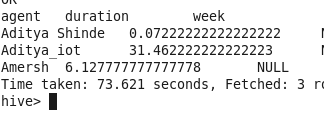 OK
agent duration week
Aditya Shinde 0.07222222222222222
Aditya_iot 31.462222222222223
Amersh 6.127777777777778 NULL
Time taken: 73.621 seconds, Fetched: 3
hive>